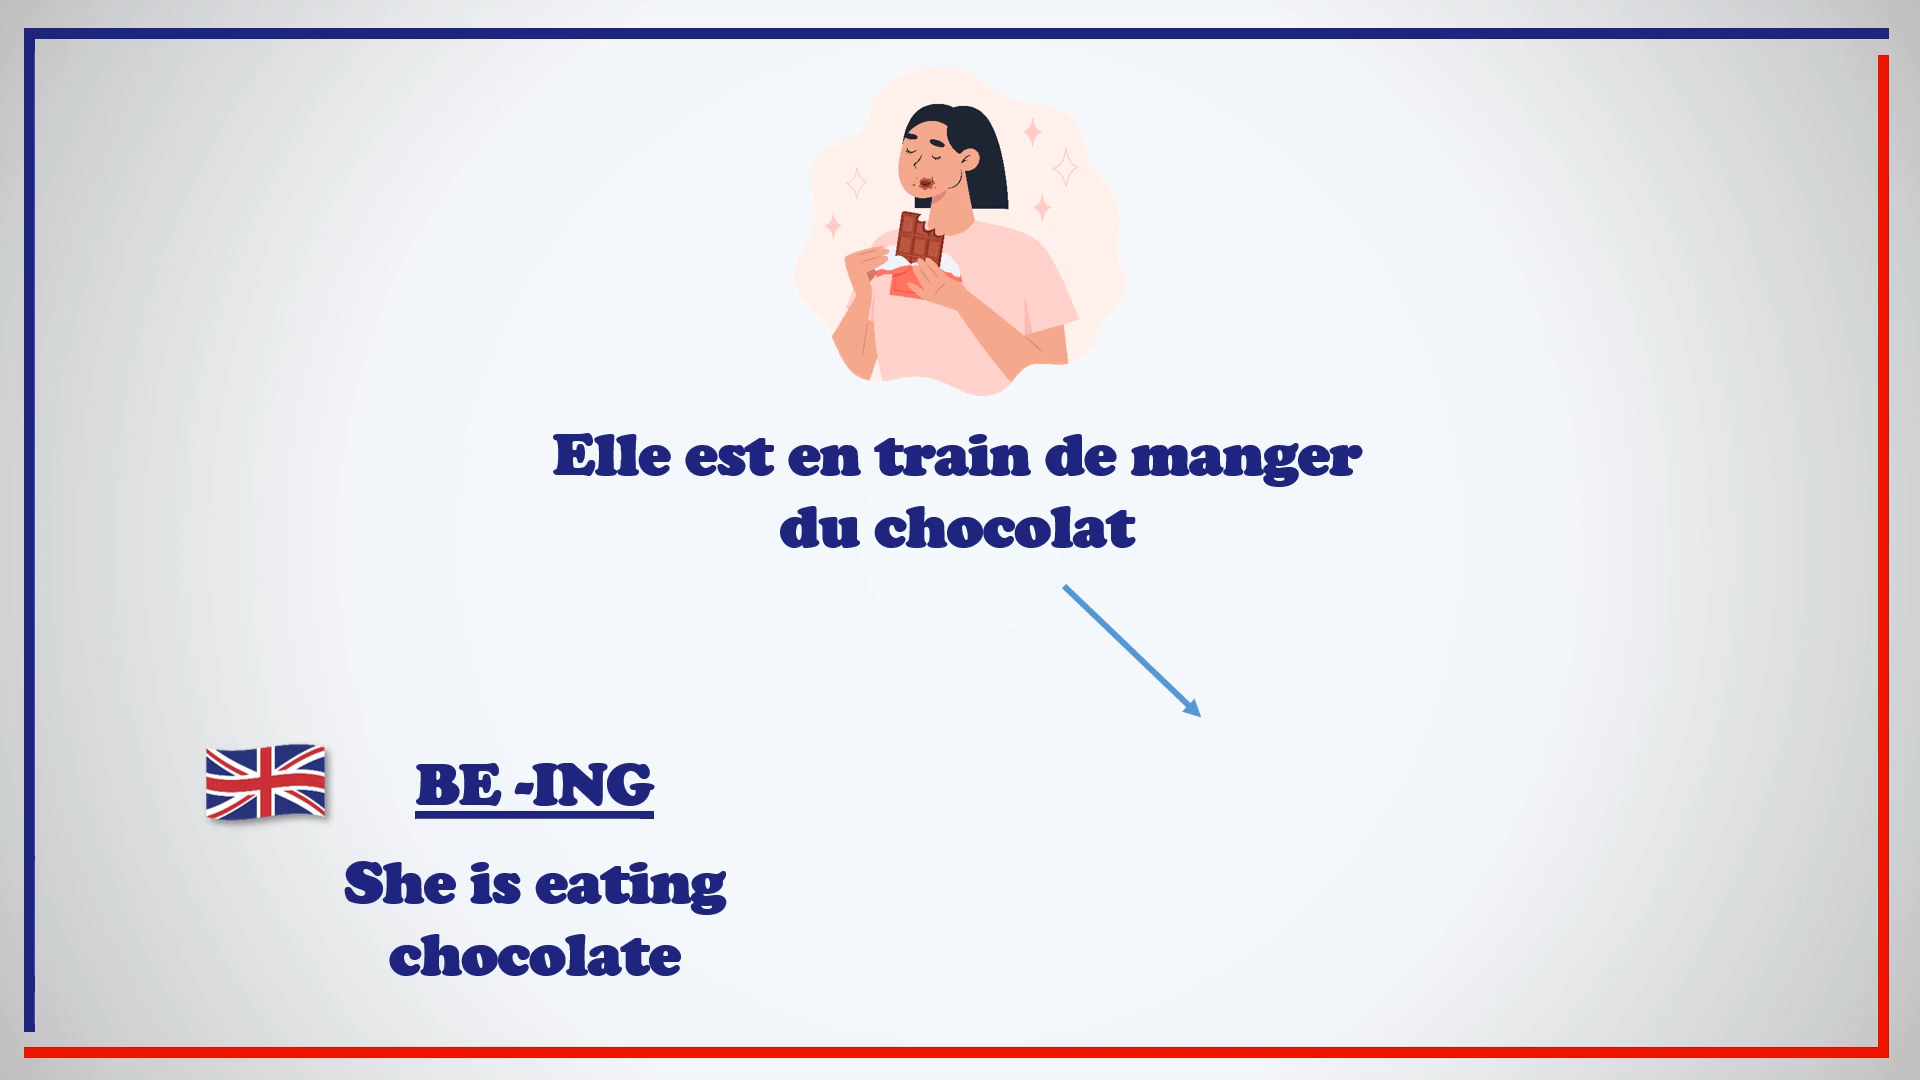 Elle est en train de manger
du chocolat
BE -ING
She is eating
chocolate